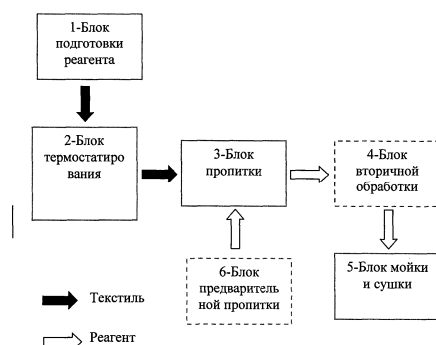 1-Блок
подготовки
реагента
2-Блок
термостатиро
вания
3-Блок
пропитки
4-Блок
вторичной
обработки
6-Блок
предваритель
ной пропитки
5-Блок мойки
и сушки
Текстиль
Реагент